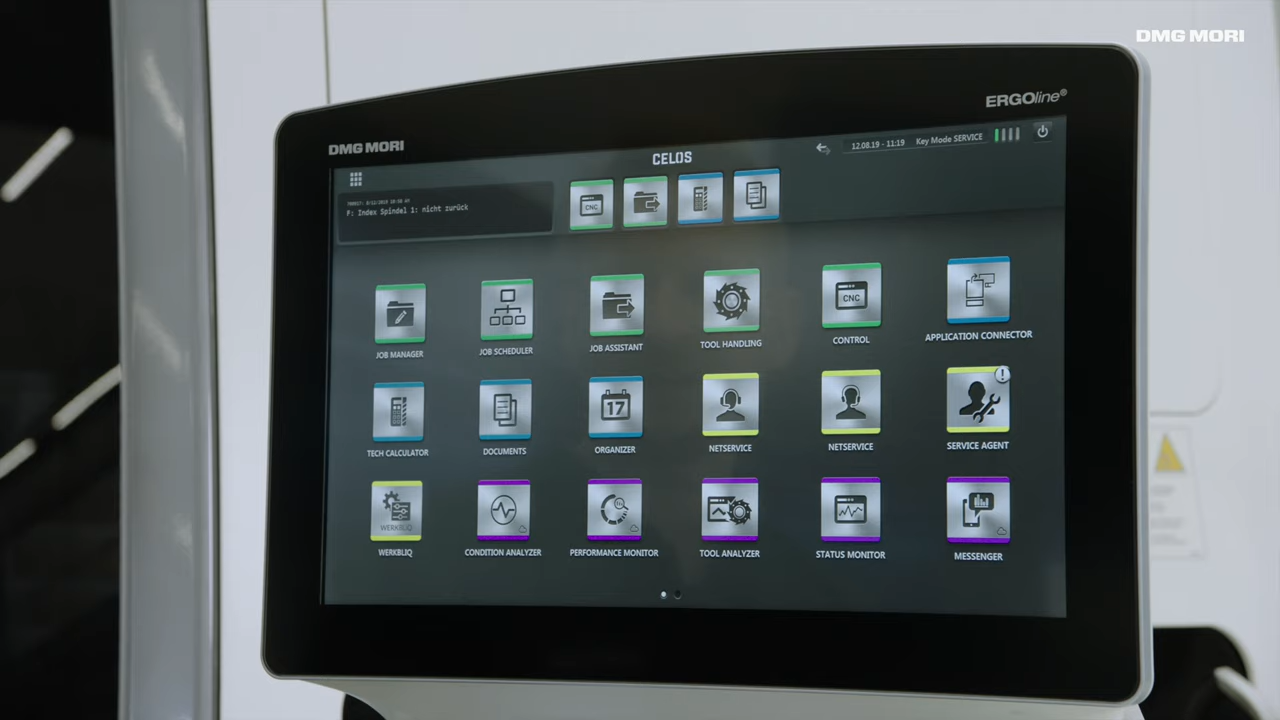 DMG MORI
ERGOline®
DMG MORI
CELOS
12.08.19 - 11:19 Key Mode SERVICE
F: Index Spindel 1: nicht zurück
CNC
JOB MANAGER
JOB SCHEDULER
JOB ASSISTANT
TOOL HANDLING
CNC
CONTROL
APPLICATION CONNECTOR
TECH CALCULATOR
DOCUMENTS
17
ORGANIZER
NETSERVICE
NETSERVICE
!
SERVICE AGENT
WERKBLIQ
WERKBLIQ
CONDITION ANALYZER
PERFORMANCE MONITOR
TOOL ANALYZER
STATUS MONITOR
MESSENGER